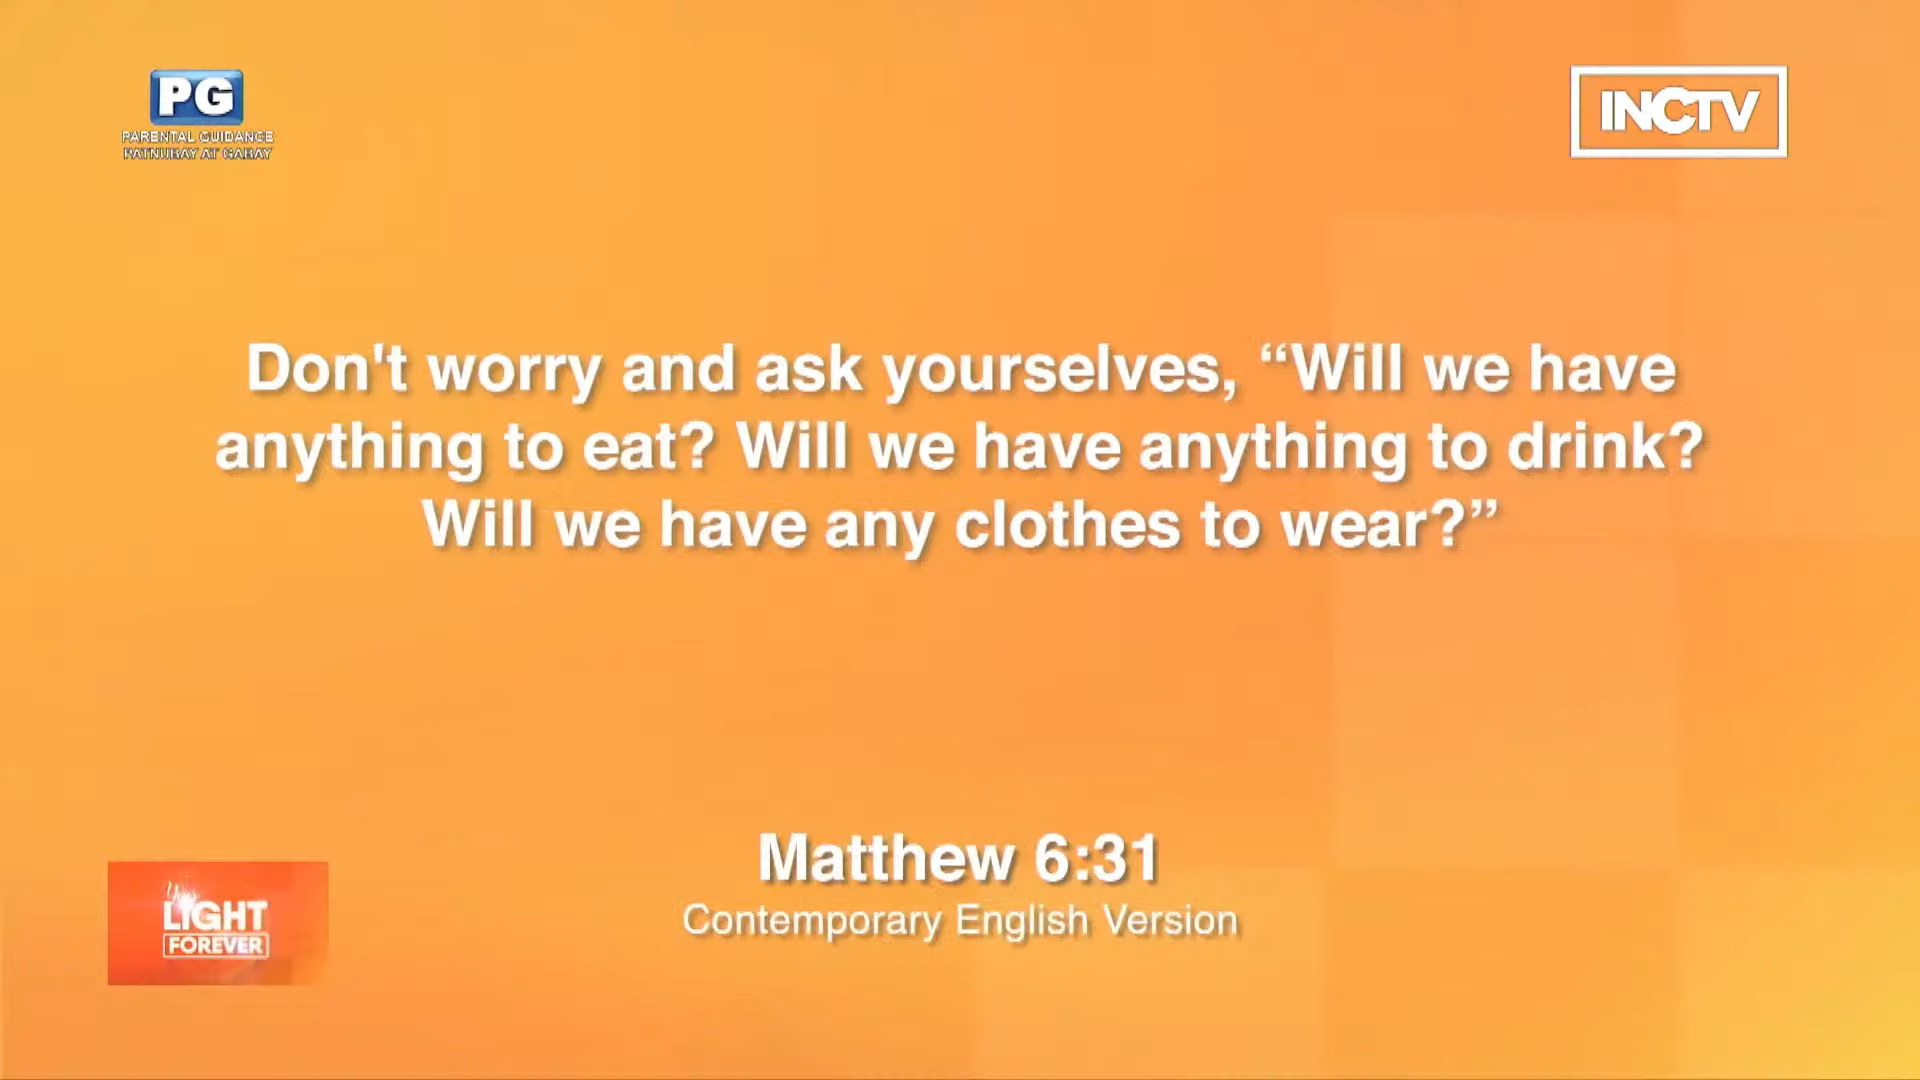 PG
PARENTAL GUIDANCE
PATNUBAY AT GABAY
INCTV
Don't worry and ask yourselves, “Will we have
anything to eat? Will we have anything to drink?
Will we have any clothes to wear?”
Matthew 6:31
Contemporary English Version
Your
LIGHT
FOREVER